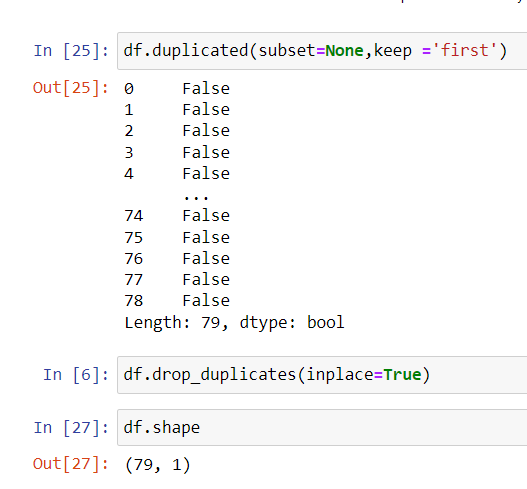 In [25]: df.duplicated(subset=None,keep ='first')
Out[25]: 0     False
1     False
2     False
3     False
4     False
...
74    False
75    False
76    False
77    False
78    False
Length: 79, dtype: bool
In [6]: df.drop_duplicates(inplace=True)
In [27]: df.shape
Out[27]: (79, 1)